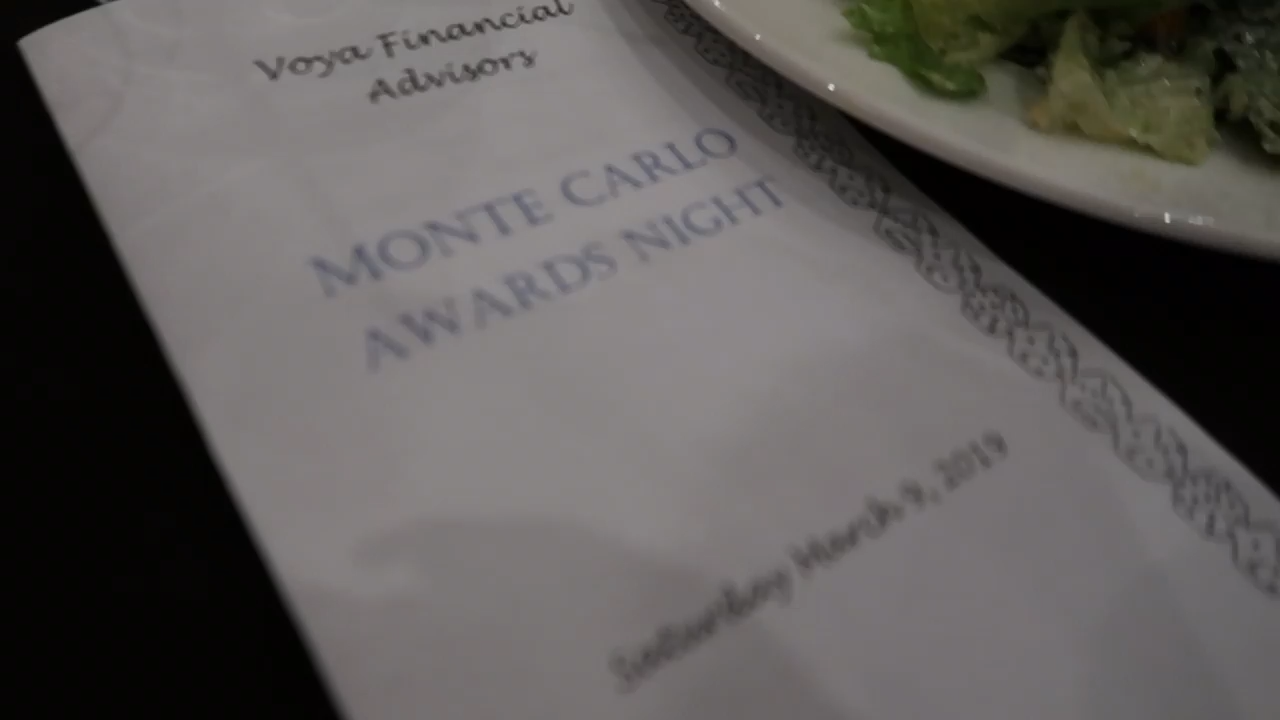 Voya Financial
Advisors
MONTE CARLO
AWARDS NIGHT
Saturday March 9, 2019